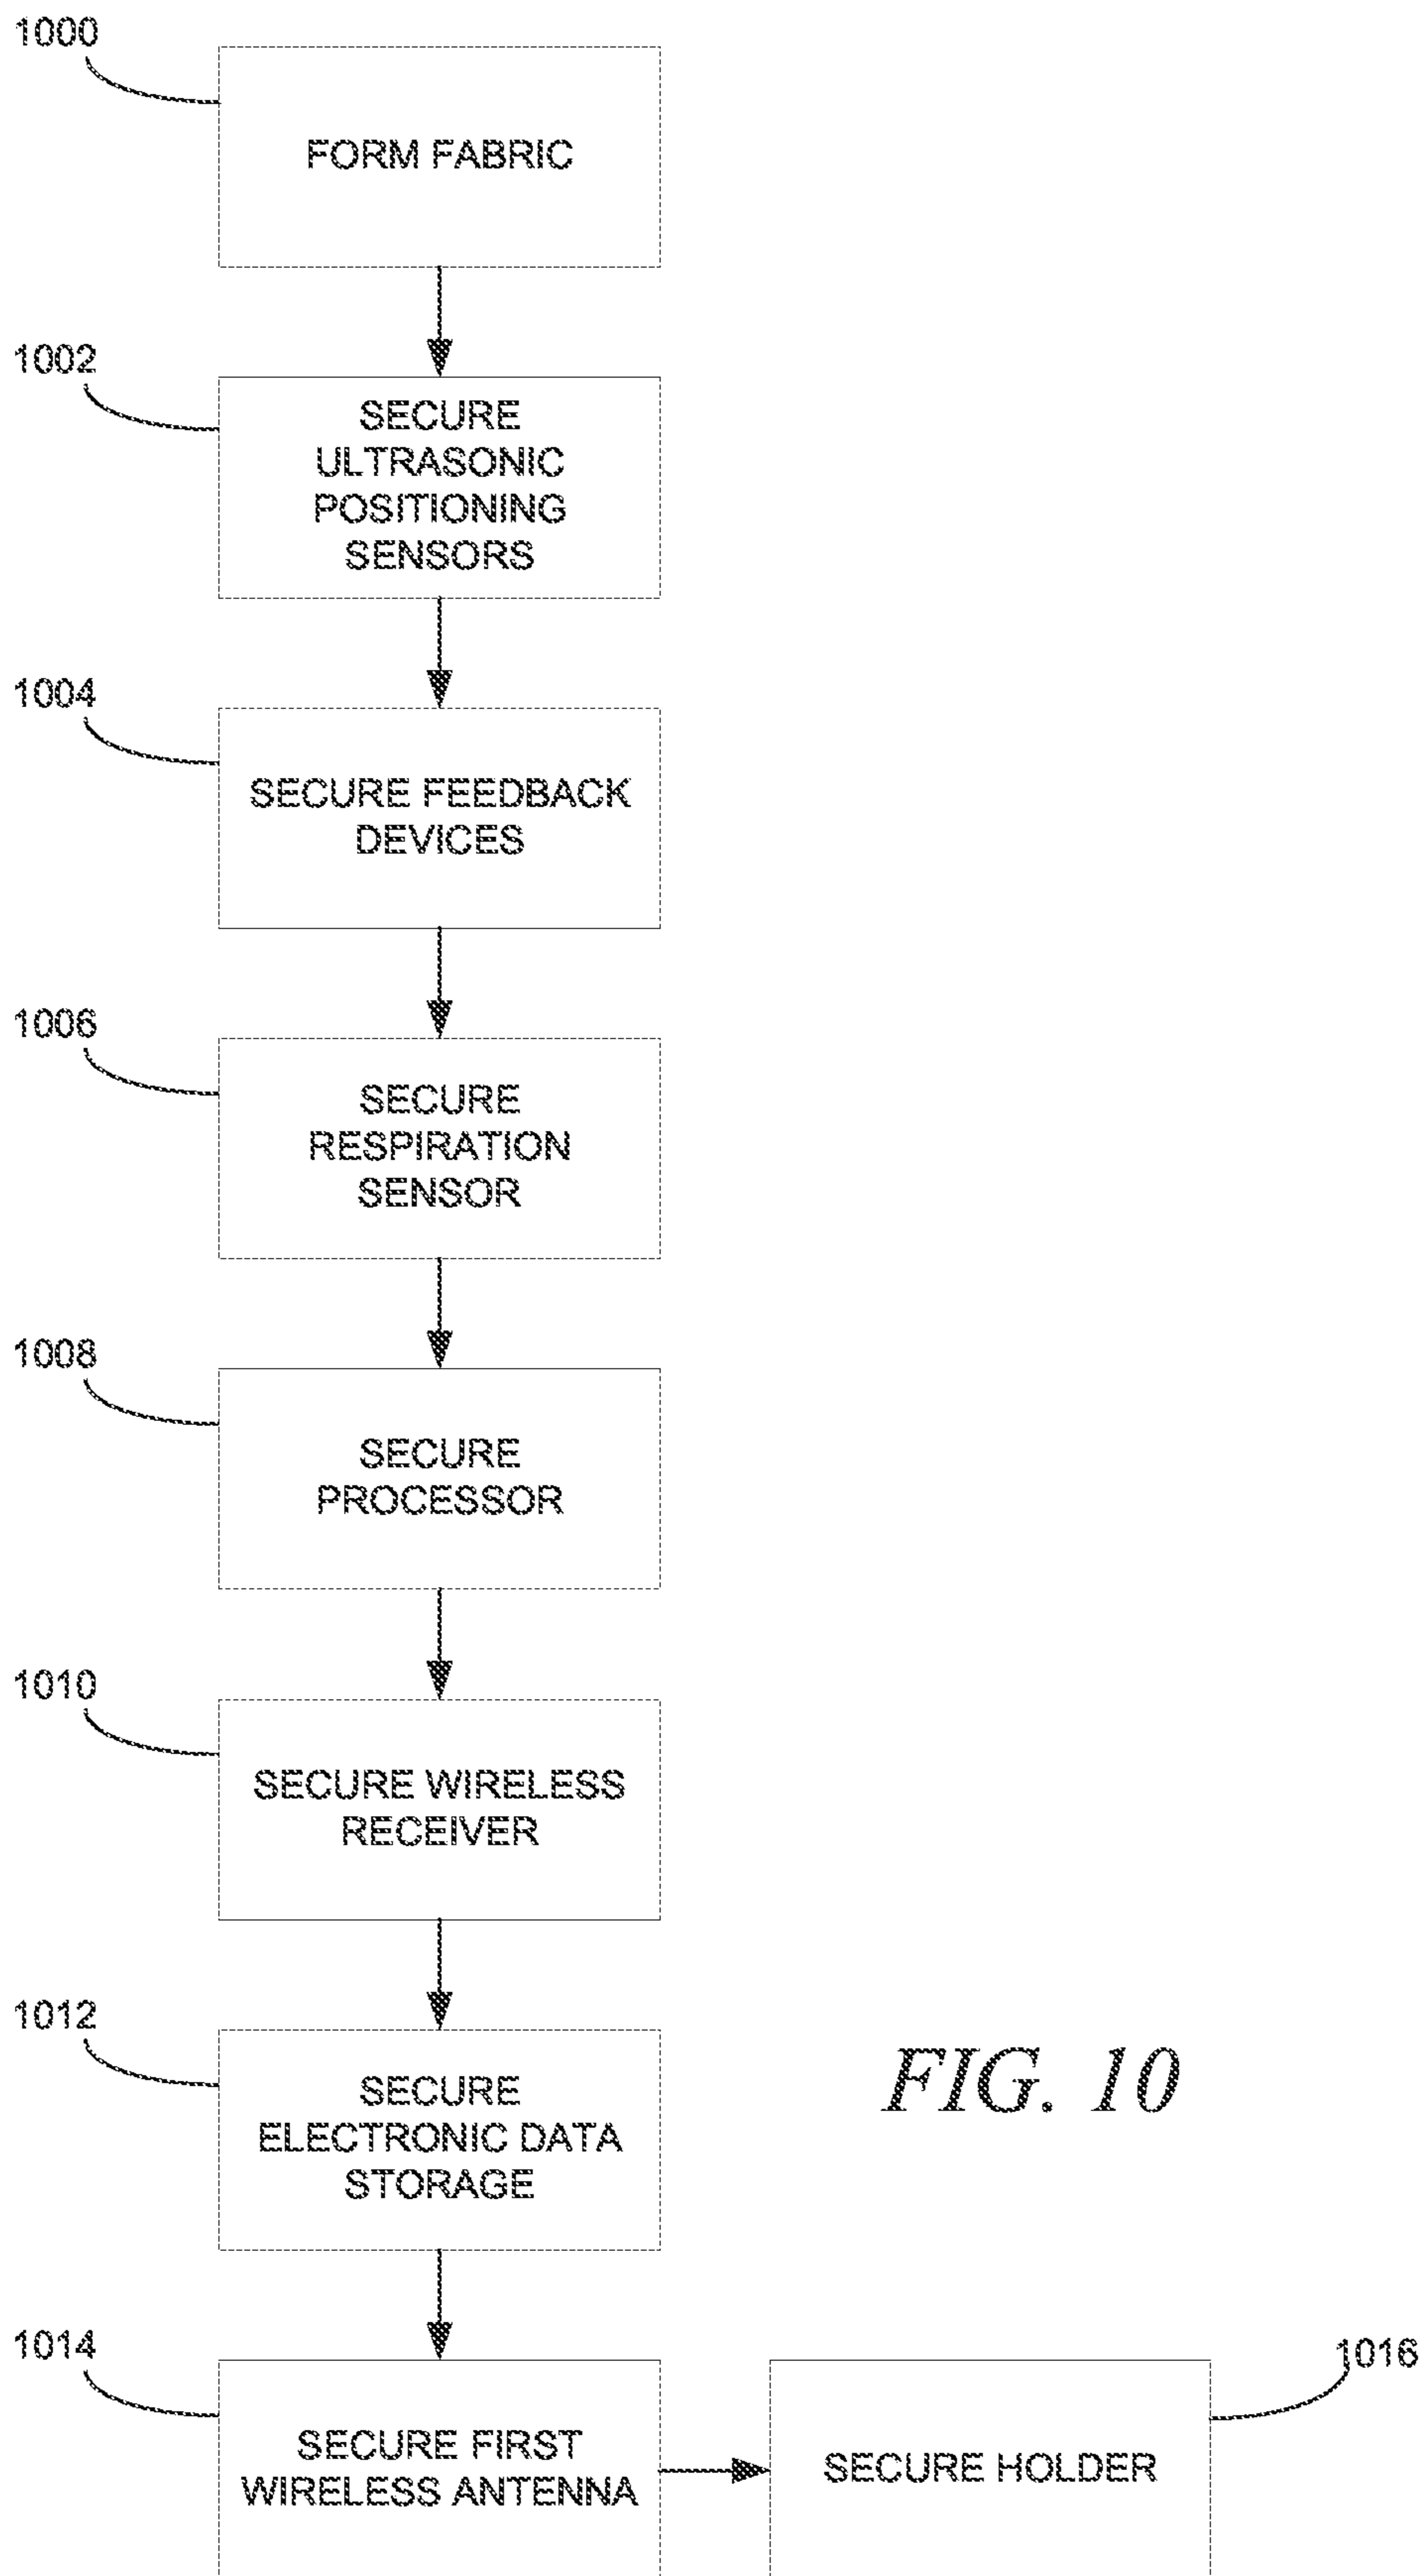 1000
FORM FABRIC
1002
SECURE
ULTRASONIC
POSITIONING
SENSORS
1004
SECURE FEEDBACK
DEVICES
1006
SECURE
RESPIRATION
SENSOR
1008
SECURE
PROCESSOR
1010
SECURE WIRELESS
RECEIVER
1012
SECURE
ELECTRONIC DATA
STORAGE
FIG. 10
1014
SECURE FIRST
WIRELESS ANTENNA
1016
SECURE HOLDER